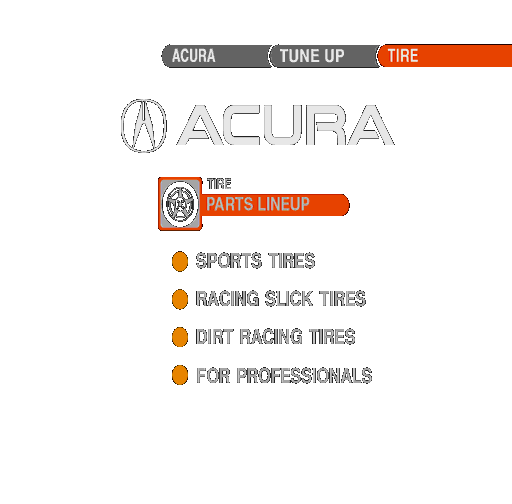 ACURA TUNE UP TIRE
ACURA
TIRE
PARTS LINEUP
SPORTS TIRES
RACING SLICK TIRES
DIRT RACING TIRES
FOR PROFESSIONALS